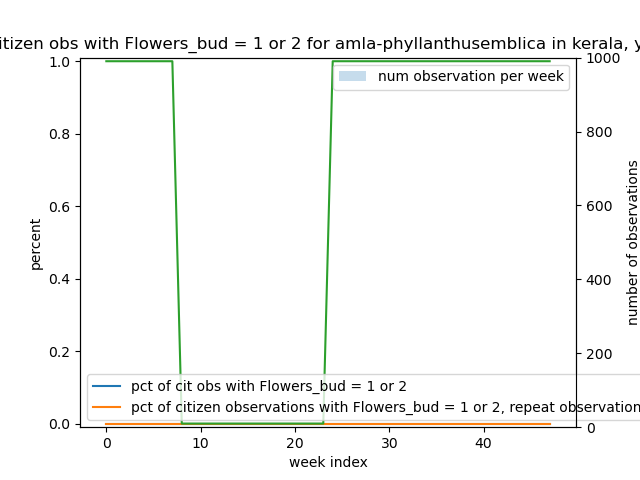 itizen obs with Flowers_bud = 1 or 2 for amla-phyllanthusemblica in kerala, y
num observation per week
percent
number of observations
1.0
0.8
0.6
0.4
0.2
0.0
1000
800
600
400
200
0
pct of cit obs with Flowers_bud = 1 or 2
pct of citizen observations with Flowers_bud = 1 or 2, repeat observation
0 10 20 30 40
week index